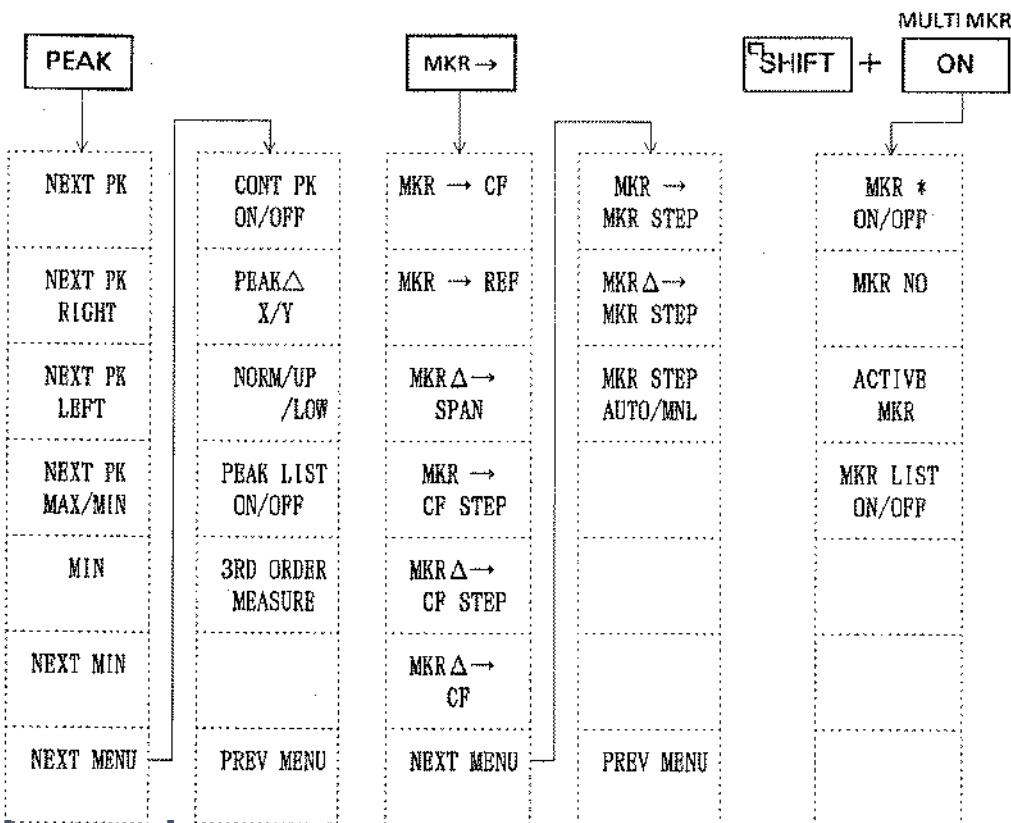 MULTI MKR
PEAK
MKR→
SHIFT + ON
NEXT PK
NEXT PK
RIGHT
NEXT PK
LEFT
NEXT PK
MAX/MIN
MIN
NEXT MIN
NEXT MENU
CONT PK
ON/OFF
PEAK△
X/Y
NORM/UP
/LOW
PEAK LIST
ON/OFF
3RD ORDER
MEASURE
PREV MENU
MKR → CF
MKR → REF
MKR△→
SPAN
MKR →
CF STEP
MKR△→
CF STEP
MKR△→
CF
NEXT MENU
MKR →
MKR STEP
MKR△→
MKR STEP
MKR STEP
AUTO/MNL
PREV MENU
MKR *
ON/OFF
MKR NO
ACTIVE
MKR
MKR LIST
ON/OFF